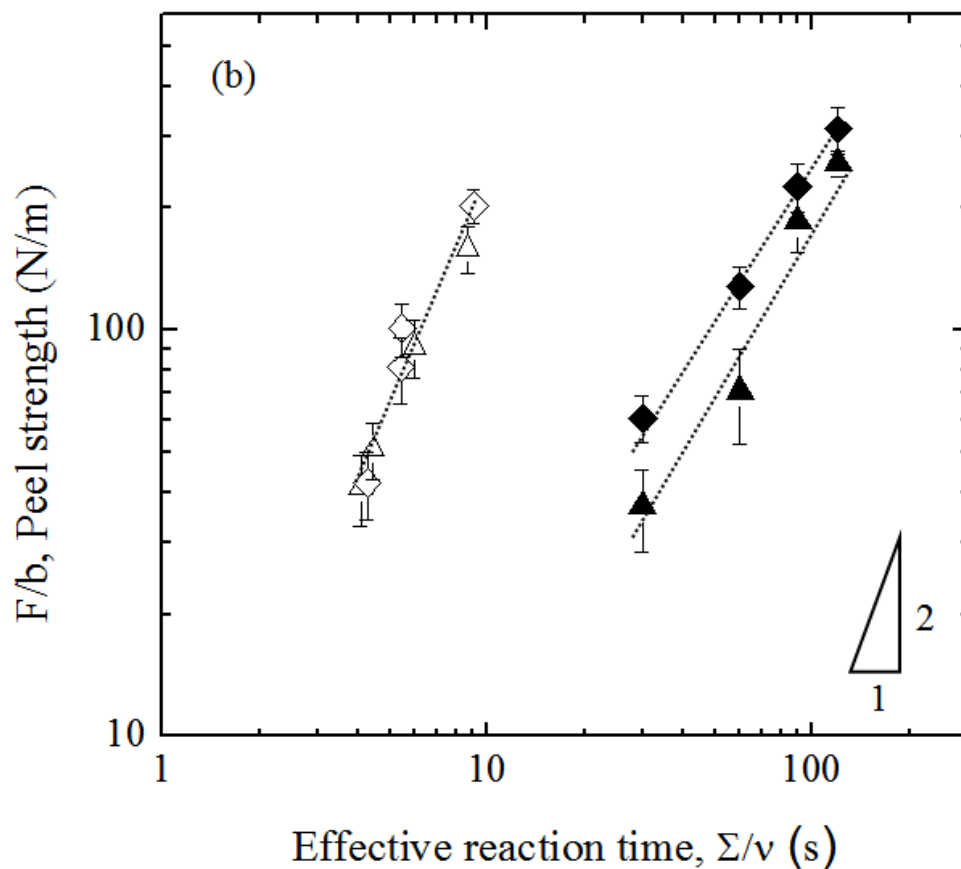 (b)
F/b, Peel strength (N/m)
100
10
2
1
1
10
100
Effective reaction time, Σ/ν (s)